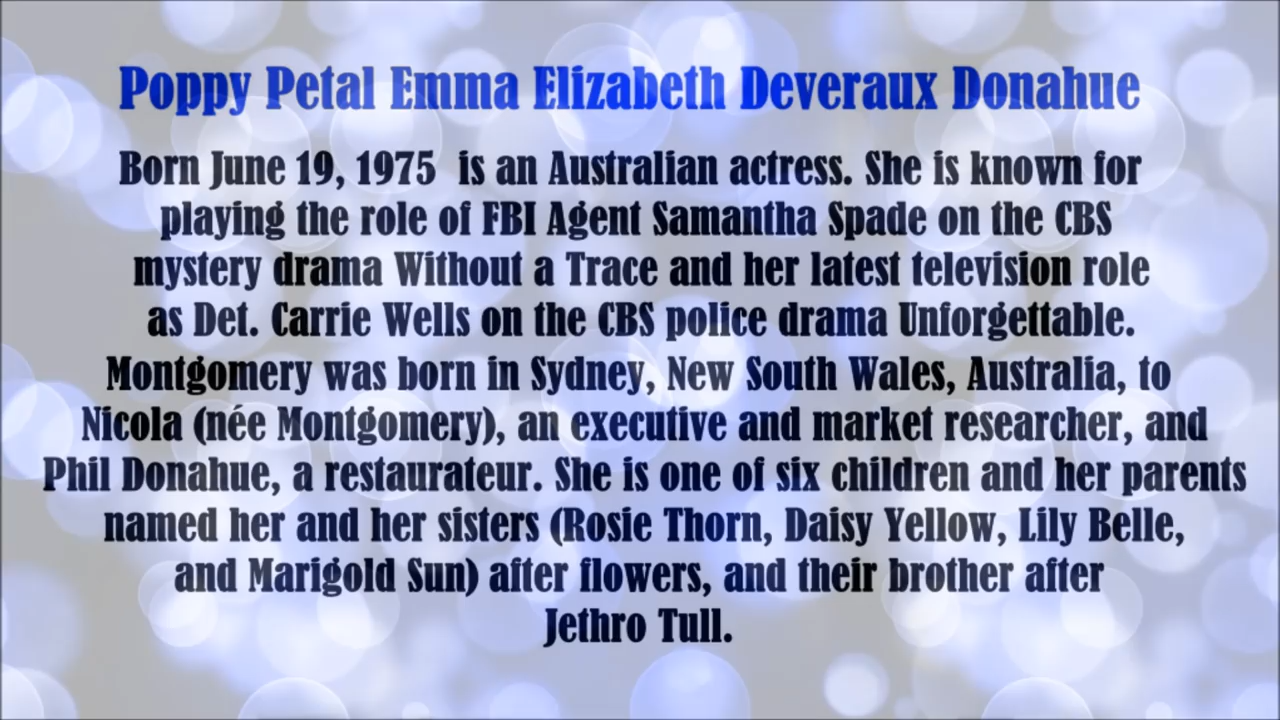 Poppy Petal Emma Elizabeth Deveraux Donahue
Born June 19, 1975 is an Australian actress. She is known for
playing the role of FBI Agent Samantha Spade on the CBS
mystery drama Without a Trace and her latest television role
as Det. Carrie Wells on the CBS police drama Unforgettable.
Montgomery was born in Sydney, New South Wales, Australia, to
Nicola (née Montgomery), an executive and market researcher, and
Phil Donahue, a restaurateur. She is one of six children and her parents
named her and her sisters (Rosie Thorn, Daisy Yellow, Lily Belle,
and Marigold Sun) after flowers, and their brother after
Jethro Tull.